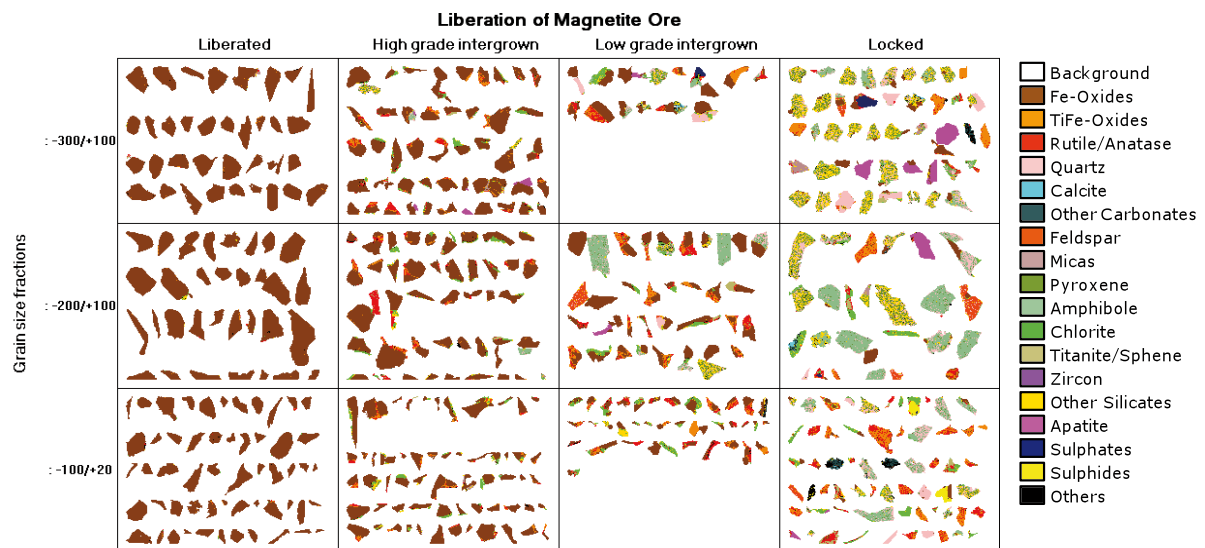 Liberation of Magnetite Ore
Liberated
High grade intergrown
Low grade intergrown
Locked
Grain size fractions
: -300/+100
: -200/+100
: -100/+20
Background
Fe-Oxides
TiFe-Oxides
Rutile/Anatase
Quartz
Calcite
Other Carbonates
Feldspar
Micas
Pyroxene
Amphibole
Chlorite
Titanite/Sphene
Zircon
Other Silicates
Apatite
Sulphates
Sulphides
Others